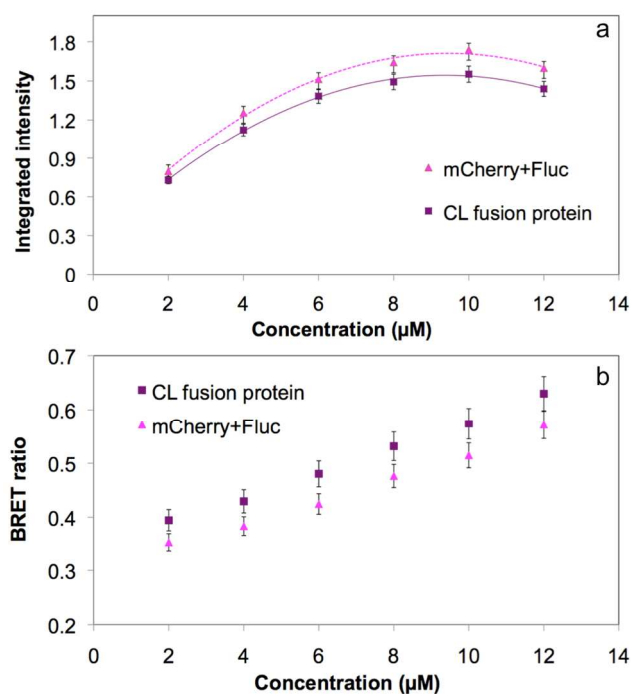 a
1.8
1.5
1.2
0.9
0.6
0.3
0
Integrated intensity
mCherry+Fluc
CL fusion protein
0 2 4 6 8 10 12 14
Concentration (µM)
b
0.7
0.6
0.5
0.4
0.3
0.2
BRET ratio
CL fusion protein
mCherry+Fluc
0 2 4 6 8 10 12 14
Concentration (µM)